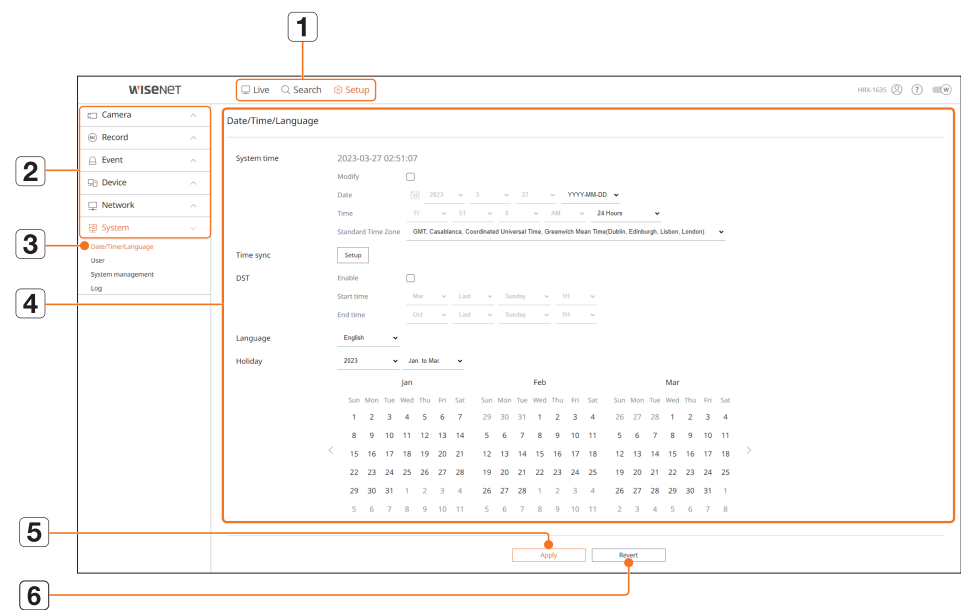 1
WISENET
Live Search Setup
HRX-1635 ? W
Camera
Record
Event
Device
Network
System
Date/Time/Language
User
System management
Log
2
3
4
Date/Time/Language
System time 2023-03-27 02:51:07
Modify
Date 2023 3 27 YYYY-MM-DD
Time 11 51 8 AM 24 Hours
Standard Time Zone GMT, Casablanca, Coordinated Universal Time, Greenwich Mean Time(Dublin, Edinburgh, Lisbon, London)
Time sync Setup
DST Enable
Start time Mar Last Sunday 1H
End time Oct Last Sunday 1H
Language English
Holiday 2023 Jan. to Mar.
Jan Feb Mar
Sun Mon Tue Wed Thu Fri Sat Sun Mon Tue Wed Thu Fri Sat Sun Mon Tue Wed Thu Fri Sat
1 2 3 4 5 6 7 29 30 31 1 2 3 4 26 27 28 1 2 3 4
8 9 10 11 12 13 14 5 6 7 8 9 10 11 5 6 7 8 9 10 11
15 16 17 18 19 20 21 12 13 14 15 16 17 18 12 13 14 15 16 17 18
22 23 24 25 26 27 28 19 20 21 22 23 24 25 19 20 21 22 23 24 25
29 30 31 1 2 3 4 26 27 28 1 2 3 4 26 27 28 29 30 31 1
5 6 7 8 9 10 11 5 6 7 8 9 10 11 2 3 4 5 6 7 8
5
Apply Revert
6